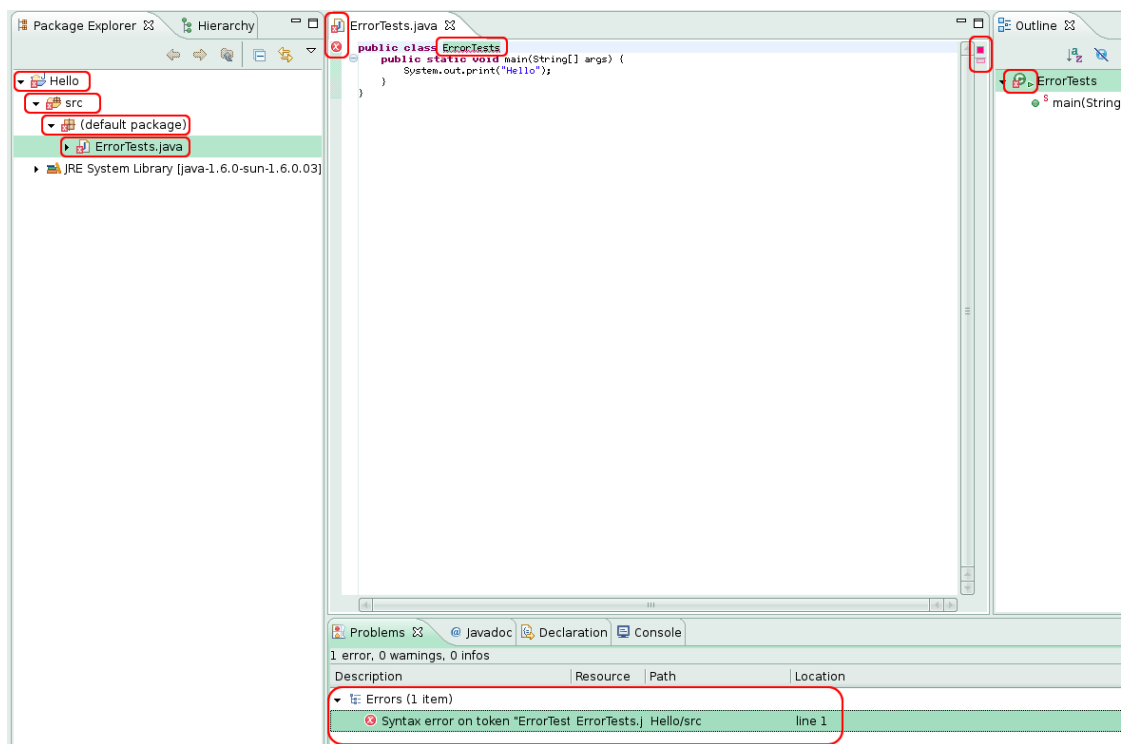 Package Explorer Hierarchy
Hello
src
(default package)
ErrorTests.java
JRE System Library [java-1.6.0-sun-1.6.0.03]
ErrorTests.java
public class ErrorTests
public static void main(String[] args) {
System.out.print("Hello");
}
}
Outline
ErrorTests
S main(String
Problems @ Javadoc Declaration Console
1 error, 0 warnings, 0 infos
Description Resource Path Location
Errors (1 item)
Syntax error on token "ErrorTest ErrorTests.j Hello/src line 1